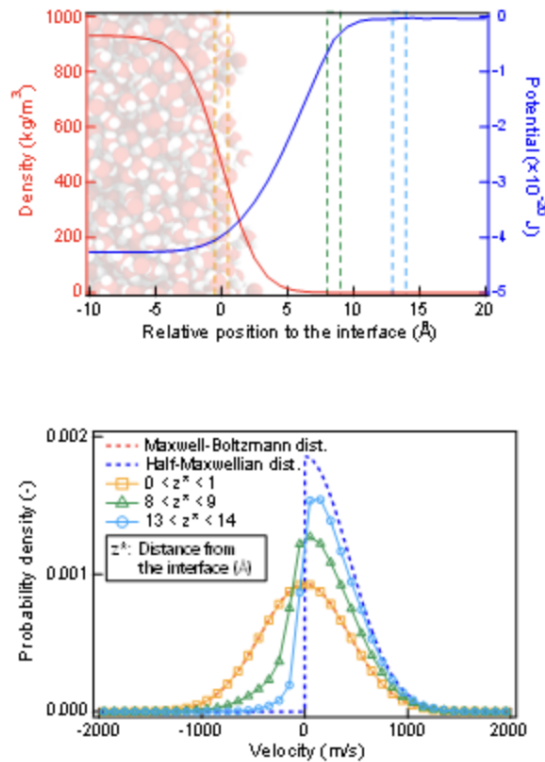 1000
800
600
400
200
0
Density (kg/m³)
0
-1
-2
-3
-4
-5
Potential (×10⁻²⁰ J)
-10 -5 0 5 10 15 20
Relative position to the interface (Å)
0.002
0.001
0.000
Probability density (-)
Maxwell-Boltzmann dist.
Half-Maxwellian dist.
0 < z* < 1
8 < z* < 9
13 < z* < 14
z*: Distance from
the interface (Å)
-2000 -1000 0 1000 2000
Velocity (m/s)